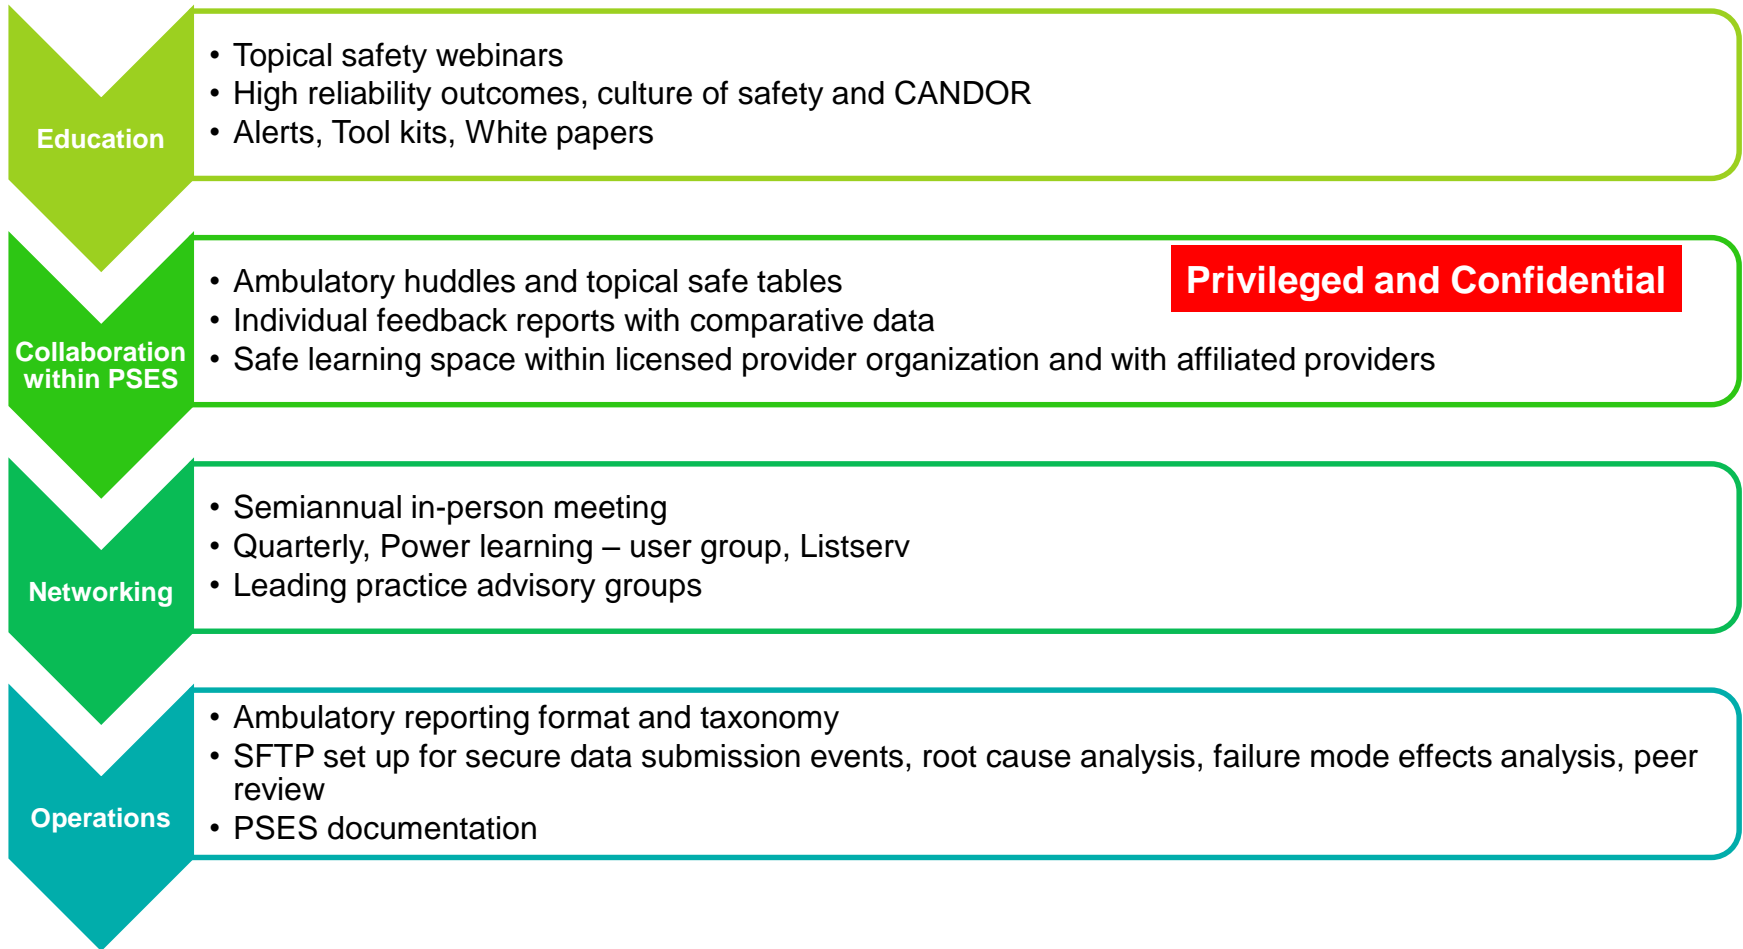 Education
• Topical safety webinars
• High reliability outcomes, culture of safety and CANDOR
• Alerts, Tool kits, White papers
Collaboration
within PSES
• Ambulatory huddles and topical safe tables
Privileged and Confidential
• Individual feedback reports with comparative data
• Safe learning space within licensed provider organization and with affiliated providers
Networking
• Semiannual in-person meeting
• Quarterly, Power learning – user group, Listserv
• Leading practice advisory groups
Operations
• Ambulatory reporting format and taxonomy
• SFTP set up for secure data submission events, root cause analysis, failure mode effects analysis, peer
review
• PSES documentation